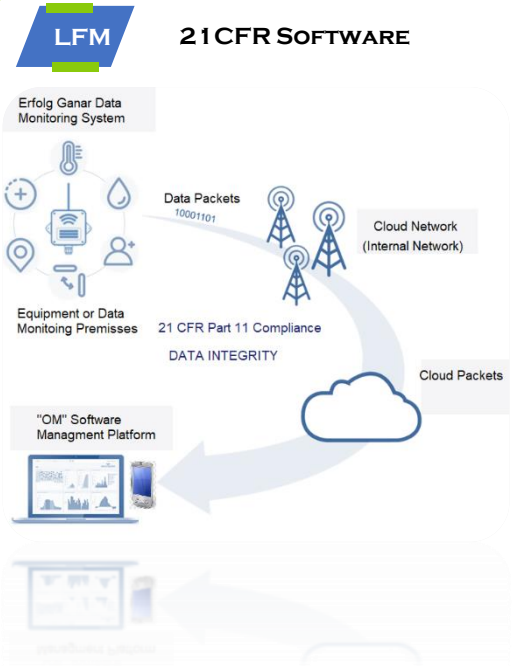 LFM
21CFR Software
Erfolg Ganar Data
Monitoring System
Data Packets
10001101
Cloud Network
(Internal Network)
Equipment or Data
Monitoing Premisses
21 CFR Part 11 Compliance
DATA INTEGRITY
Cloud Packets
"OM" Software
Managment Platform